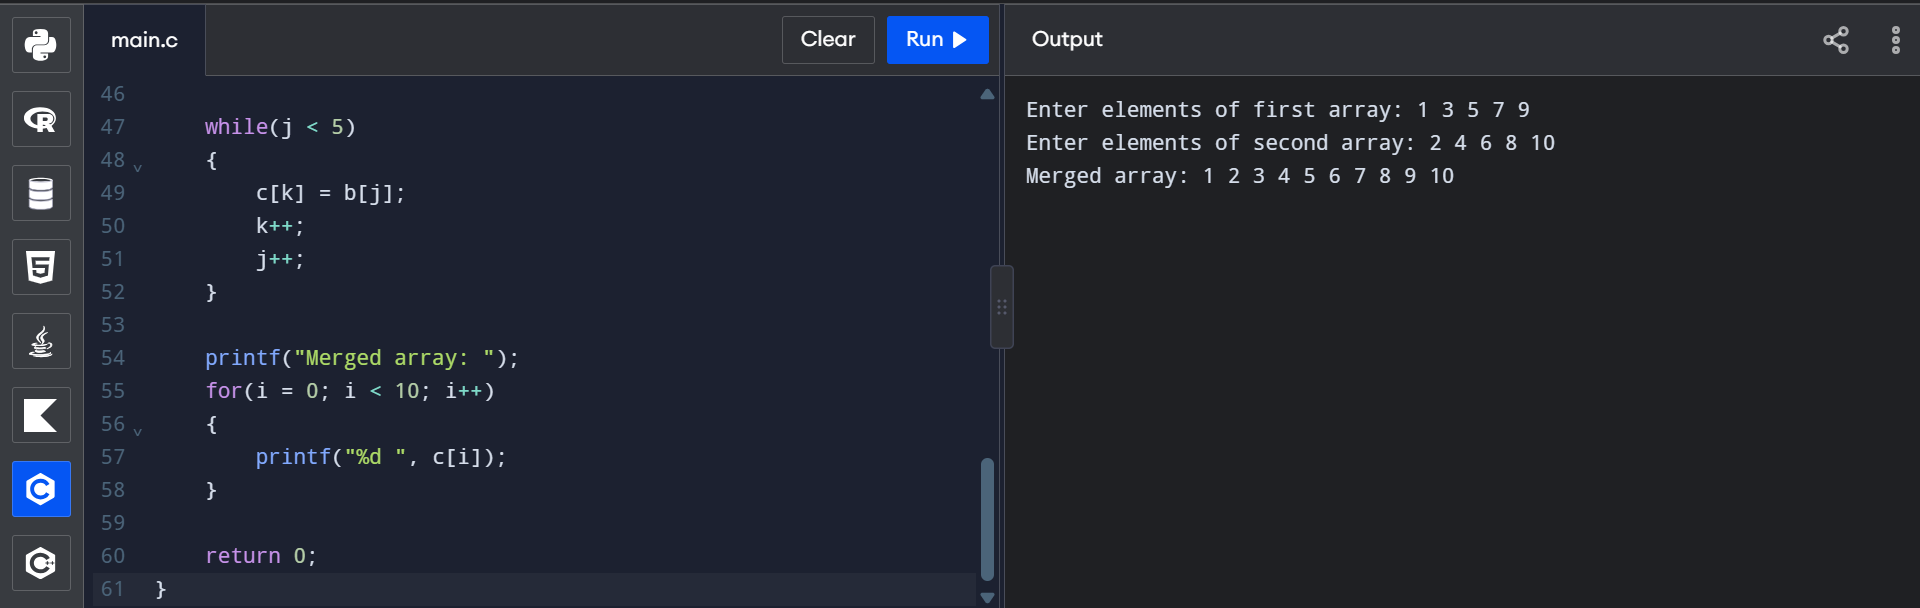 main.c
Clear
Run
46
47 while(j < 5)
48 {
49 c[k] = b[j];
50 k++;
51 j++;
52 }
53
54 printf("Merged array: ");
55 for(i = 0; i < 10; i++)
56 {
57 printf("%d ", c[i]);
58 }
59
60 return 0;
61 }
Output
Enter elements of first array: 1 3 5 7 9
Enter elements of second array: 2 4 6 8 10
Merged array: 1 2 3 4 5 6 7 8 9 10